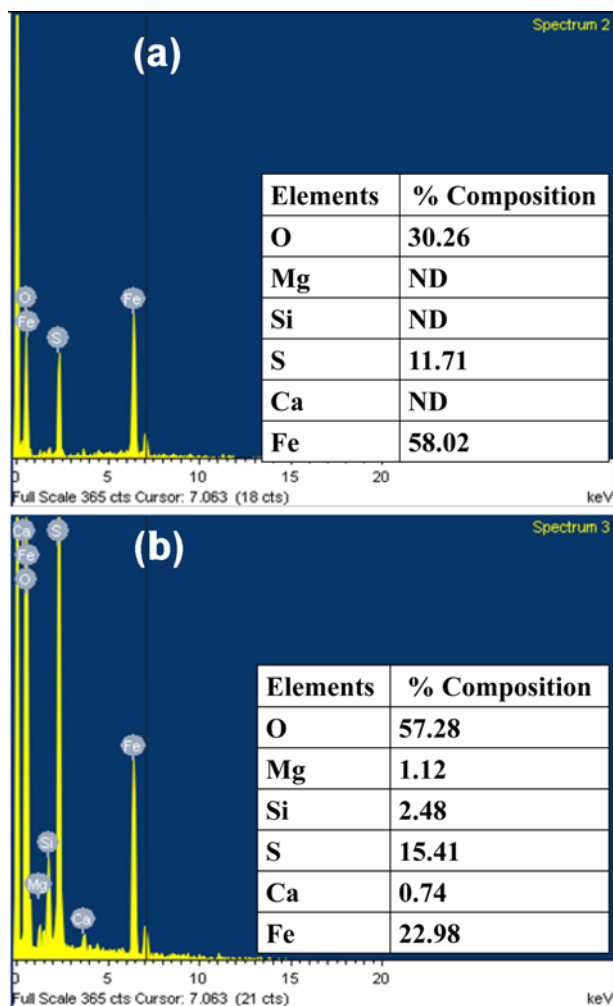 Spectrum 2
(a)
Elements % Composition
O 30.26
Mg ND
Si ND
S 11.71
Ca ND
Fe 58.02
O
Fe
S
Fe
0 5 10 15 20
Full Scale 365 cts Cursor: 7.063 (18 cts) keV
Spectrum 3
(b)
Ca S
Fe
O
Elements % Composition
O 57.28
Mg 1.12
Si 2.48
S 15.41
Ca 0.74
Fe 22.98
Fe
Si
Mg
Ca
0 5 10 15 20
Full Scale 365 cts Cursor: 7.063 (21 cts) keV